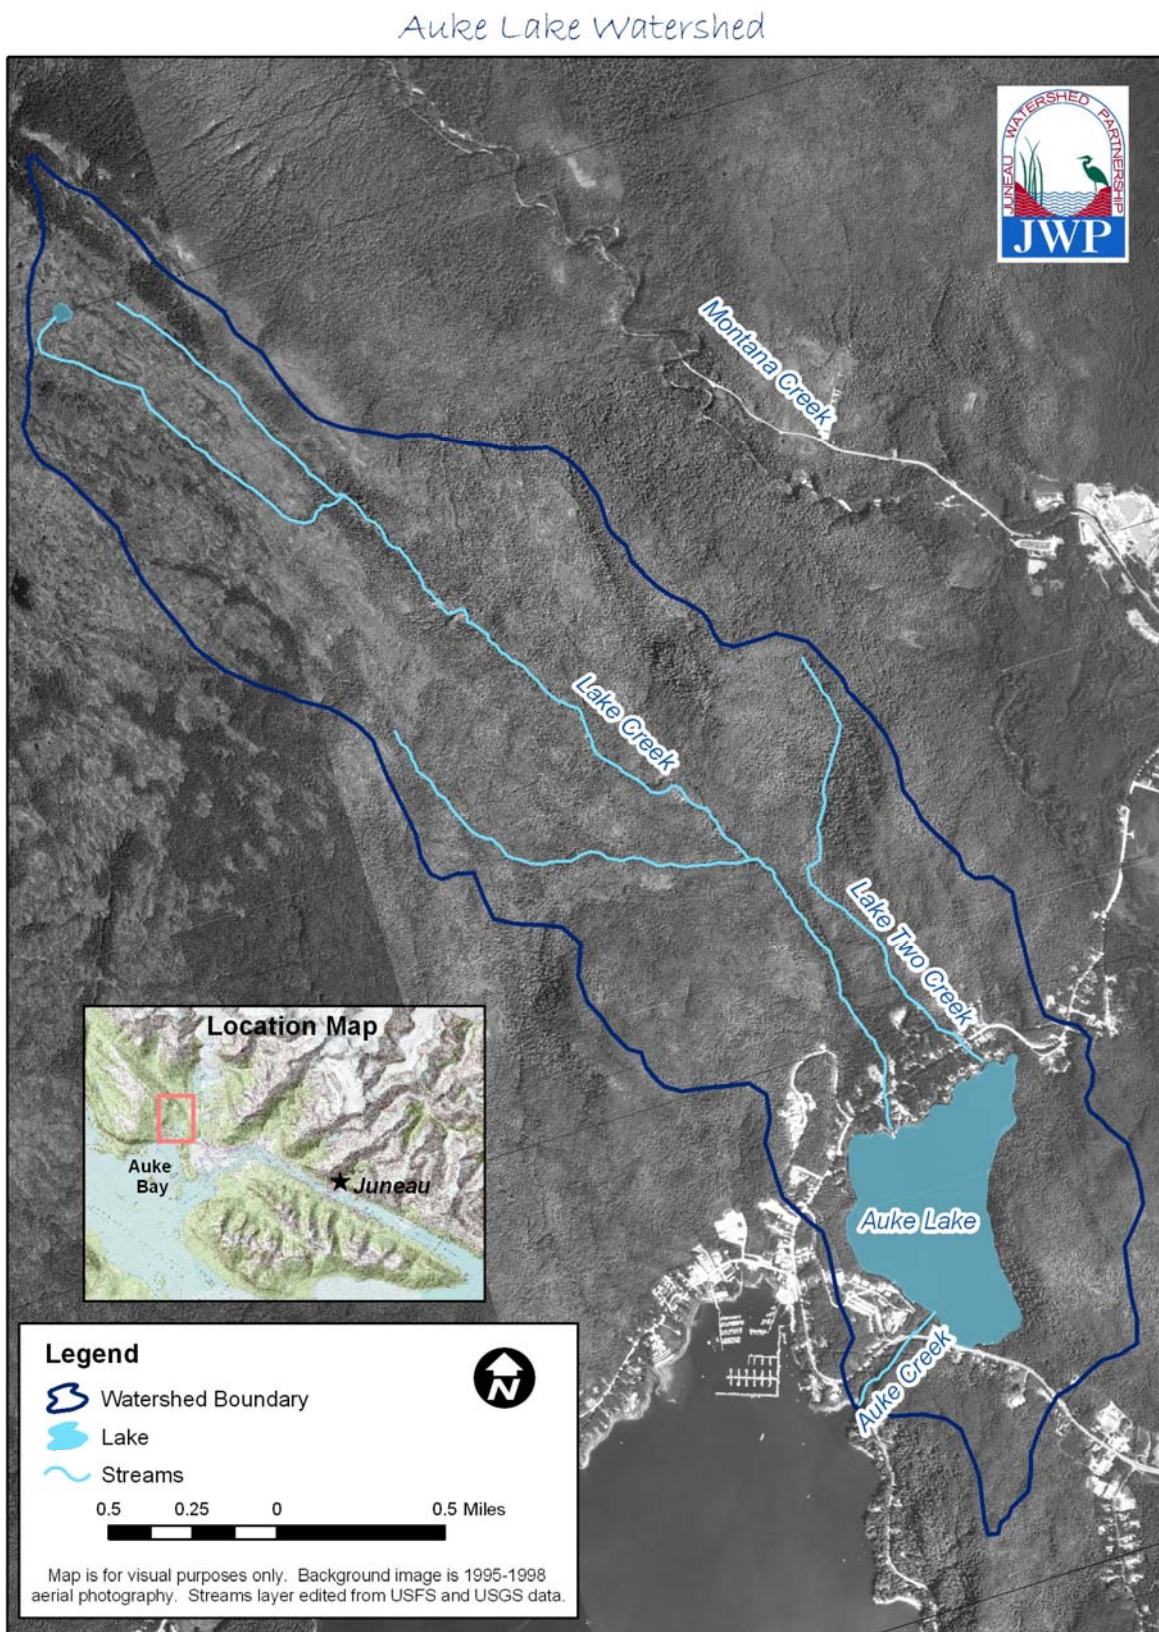 Auke Lake Watershed
JUNEAU WATERSHED PARTNERSHIP
JWP
Montana Creek
Lake Creek
Lake Two Creek
Location Map
Auke
Bay
Juneau
Auke Lake
Auke Creek
Legend
Watershed Boundary
Lake
Streams
N
0.5 0.25 0 0.5 Miles
Map is for visual purposes only. Background image is 1995-1998
aerial photography. Streams layer edited from USFS and USGS data.